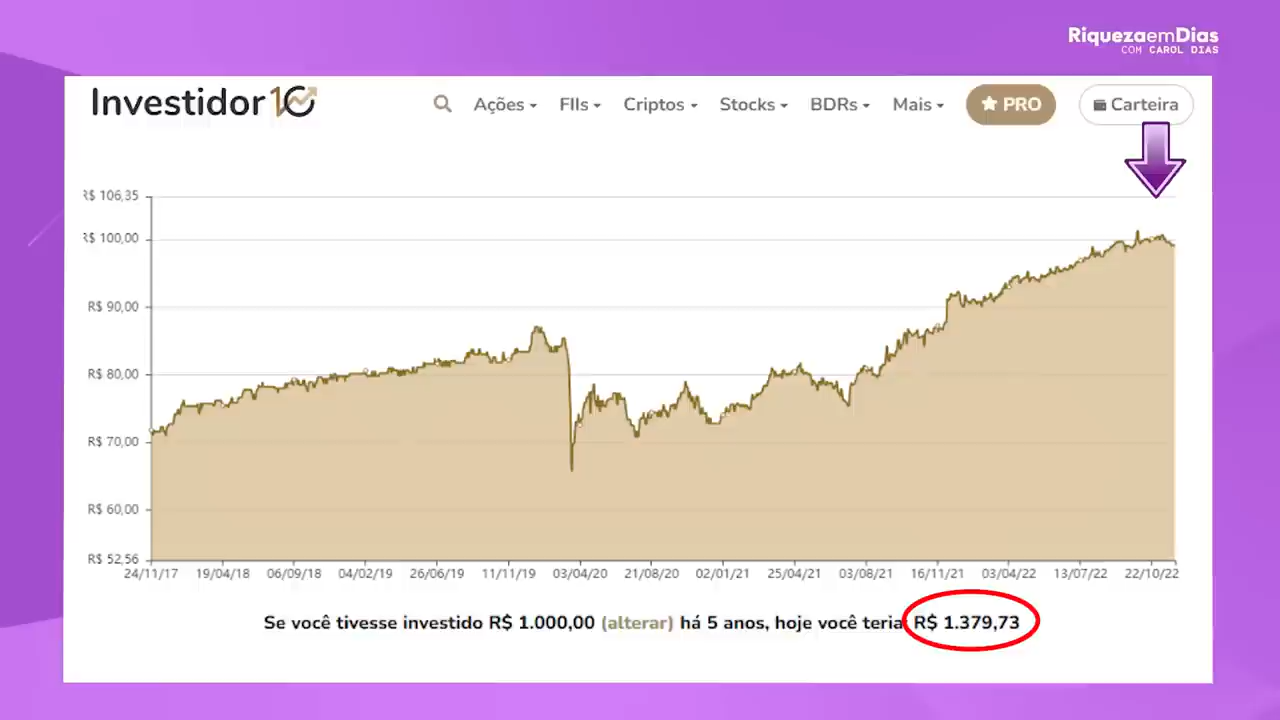 RiquezaemDias
COM CAROL DIAS
Investidor10
Ações
FIIs
Criptos
Stocks
BDRs
Mais
PRO
Carteira
R$ 106,35
R$ 100,00
R$ 90,00
R$ 80,00
R$ 70,00
R$ 60,00
R$ 52,56
24/11/17 19/04/18 06/09/18 04/02/19 26/06/19 11/11/19 03/04/20 21/08/20 02/01/21 25/04/21 03/08/21 16/11/21 03/04/22 13/07/22 22/10/22
Se você tivesse investido R$ 1.000,00 (alterar) há 5 anos, hoje você teria: R$ 1.379,73